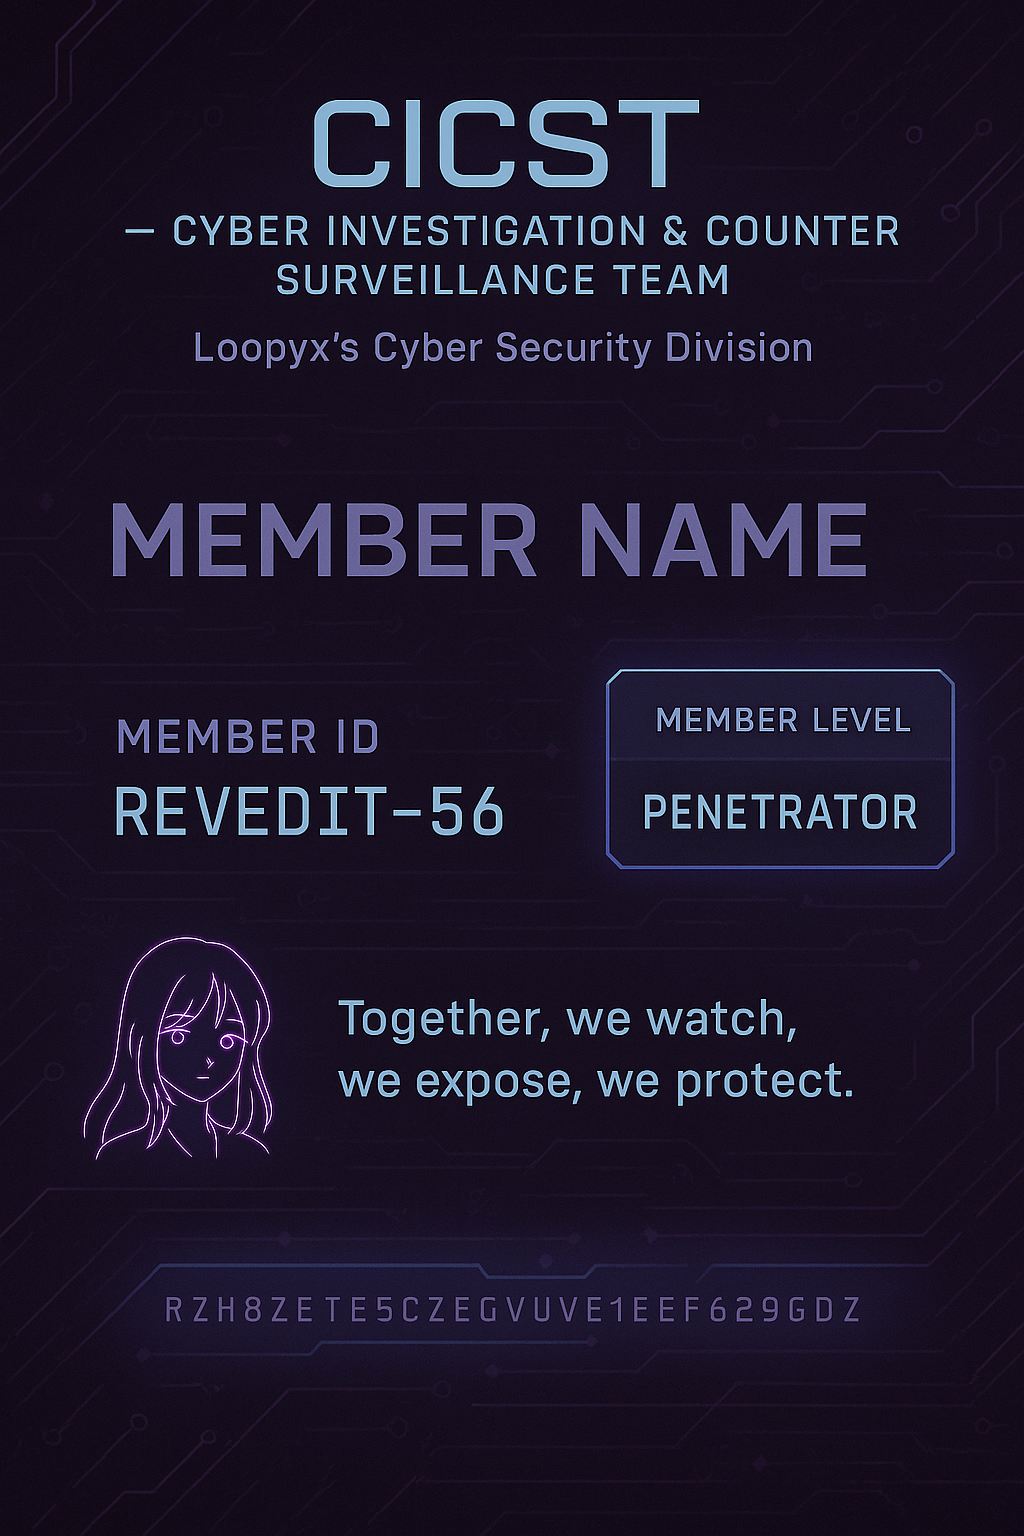 CICST
— CYBER INVESTIGATION & COUNTER
SURVEILLANCE TEAM
Loopyx’s Cyber Security Division
MEMBER NAME
MEMBER ID
REVEDIT-56
MEMBER LEVEL
PENETRATOR
Together, we watch,
we expose, we protect.
RZH8ZETE5CZEGVUVE1EEF629GDZ